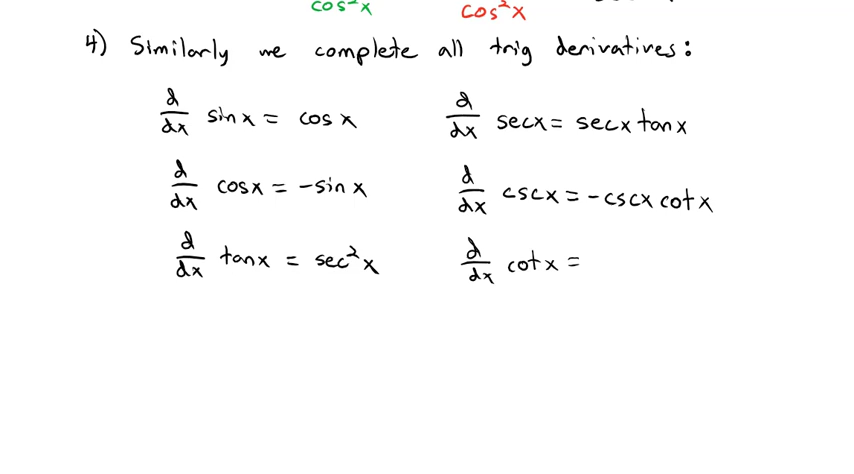 cos²x cos²x
4) Similarly we complete all trig derivatives:
d/dx sin x = cos x d/dx sec x = sec x tan x
d/dx cos x = -sin x d/dx csc x = -csc x cot x
d/dx tan x = sec²x d/dx cot x =